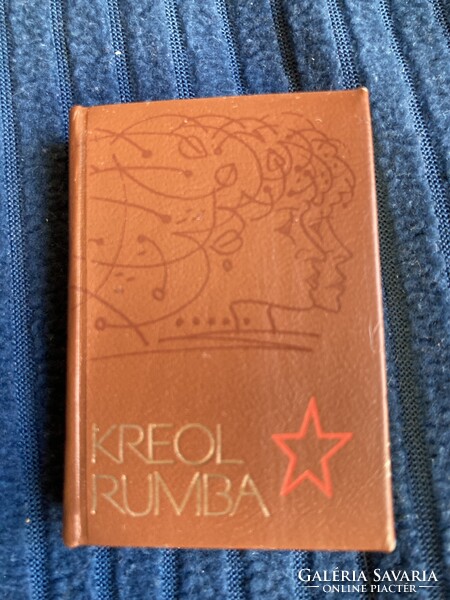 KREOL
RUMBA
GALÉRIA SAVARIA
ONLINE PIACTÉR